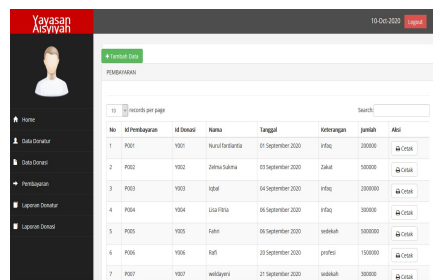 Yayasan
Aisyiyah
10-Oct-2020 Logout
+ Tambah Data
PEMBAYARAN
10 records per page Search:
Home
Data Donatur
Data Donasi
Pembayaran
Laporan Donatur
Laporan Donasi
No Id Pembayaran Id Donasi Nama Tanggal Keterangan Jumlah Aksi
1 P001 Y001 Nurul fardiantia 01 September 2020 infaq 200000 Cetak
2 P002 Y002 Zelma Sukma 03 September 2020 Zakat 500000 Cetak
3 P003 Y003 Iqbal 04 September 2020 infaq 2000000 Cetak
4 P004 Y004 Lisa Fitria 06 September 2020 Infaq 300000 Cetak
5 P005 Y005 Fahri 06 September 2020 sedekah 5000000 Cetak
6 P006 Y006 Rafi 20 September 2020 profesi 1500000 Cetak
7 P007 Y007 weldayeni 21 September 2020 sedekah 300000 Cetak